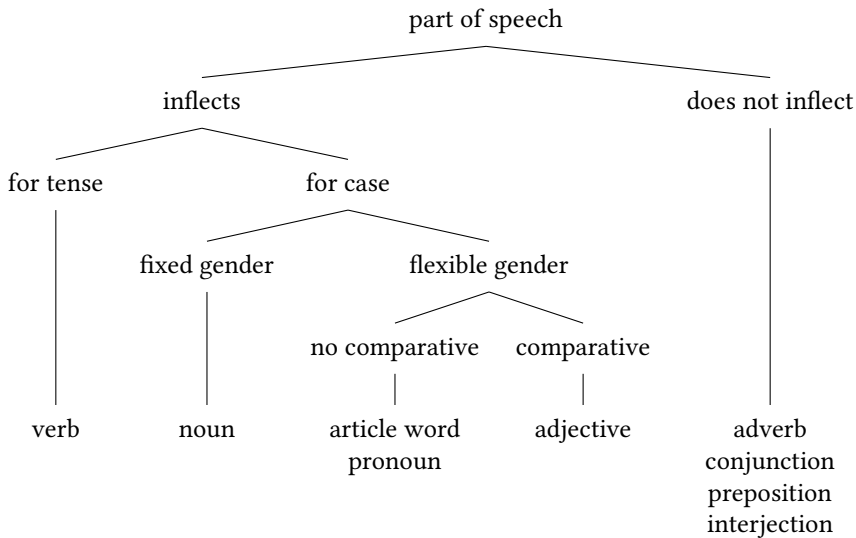 part of speech
inflects
does not inflect
for tense
for case
fixed gender
flexible gender
no comparative
comparative
verb
noun
article word
pronoun
adjective
adverb
conjunction
preposition
interjection